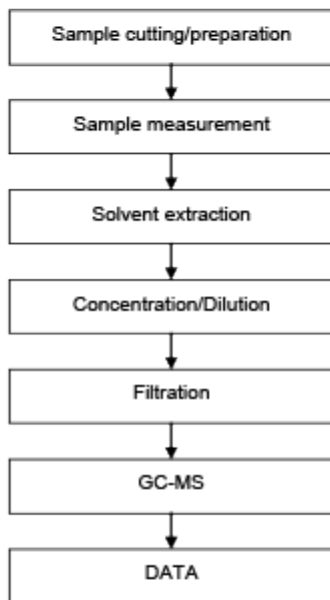 Sample cutting/preparation
Sample measurement
Solvent extraction
Concentration/Dilution
Filtration
GC-MS
DATA